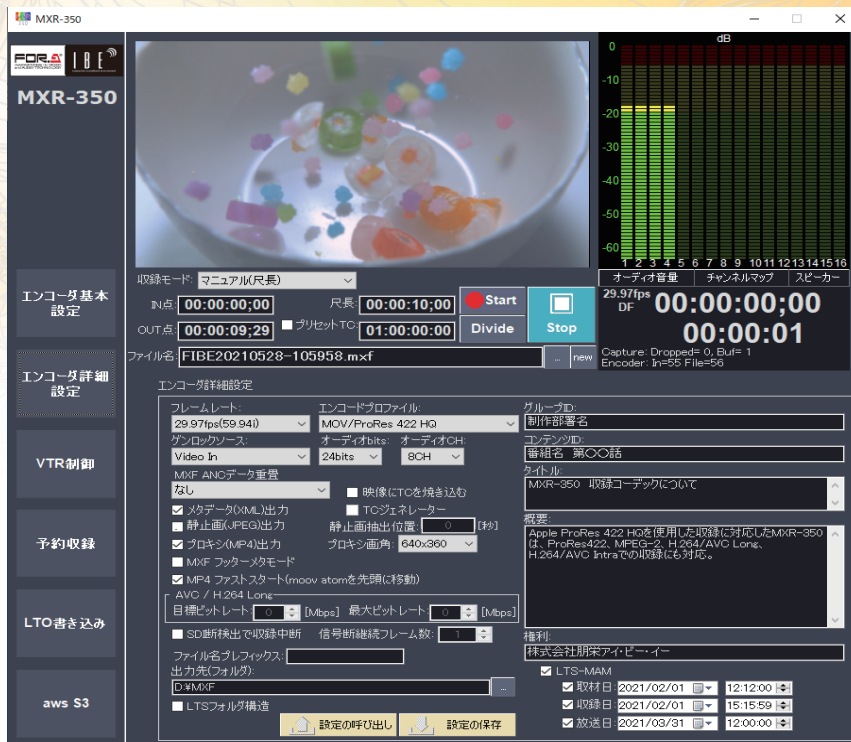 MXR-350
FOR.A IBE
MXR-350
エンコーダ基本
設定
エンコーダ詳細
設定
VTR制御
予約収録
LTO書き込み
aws S3
収録モード: マニュアル(尺長)
IN点: 00:00:00;00 尺長: 00:00:10;00
OUT点: 00:00:09;29 プリセットTC: 01:00:00:00
Start
Divide
Stop
ファイル名: FIBE20210528-105958.mxf ... new
dB
0
-10
-20
-30
-40
-50
-60
1 2 3 4 5 6 7 8 9 10 11 12 13 14 15 16
オーディオ音量 チャンネルマップ スピーカー
29.97fps
DF
00:00:00;00
00:00:01
Capture: Dropped= 0, Buf= 1
Encoder: In=55 File=56
エンコーダ詳細設定
フレームレート: エンコードプロファイル:
29.97fps(59.94i) MOV/ProRes 422 HQ
ゲンロックソース: オーディオbits: オーディオCH:
Video In 24bits 8CH
MXF ANCデータ重畳
なし 映像にTCを焼き込む
メタデータ(XML)出力 TCジェネレーター
静止画(JPEG)出力 静止画抽出位置: 0 [秒]
プロキシ(MP4)出力 プロキシ画角: 640x360
MXF フッターメタモード
MP4 ファストスタート(moov atomを先頭に移動)
AVC / H.264 Long
目標ビットレート: 0 [Mbps] 最大ビットレート: 0 [Mbps]
SD断検出で収録中断 信号断継続フレーム数: 1
ファイル名プレフィックス:
出力先(フォルダ):
D:¥MXF ...
LTSフォルダ構造
設定の呼び出し 設定の保存
グループID:
制作部署名
コンテンツID:
番組名 第〇〇話
タイトル:
MXR-350 収録コーデックについて
概要:
Apple ProRes 422 HQを使用した収録に対応したMXR-350
は、ProRes422、MPEG-2、H.264/AVC Long、
H.264/AVC Intraでの収録にも対応。
権利:
株式会社朋栄アイ・ビー・イー
LTS-MAM
取材日: 2021/02/01 12:12:00
収録日: 2021/02/01 15:15:59
放送日: 2021/03/31 12:00:00